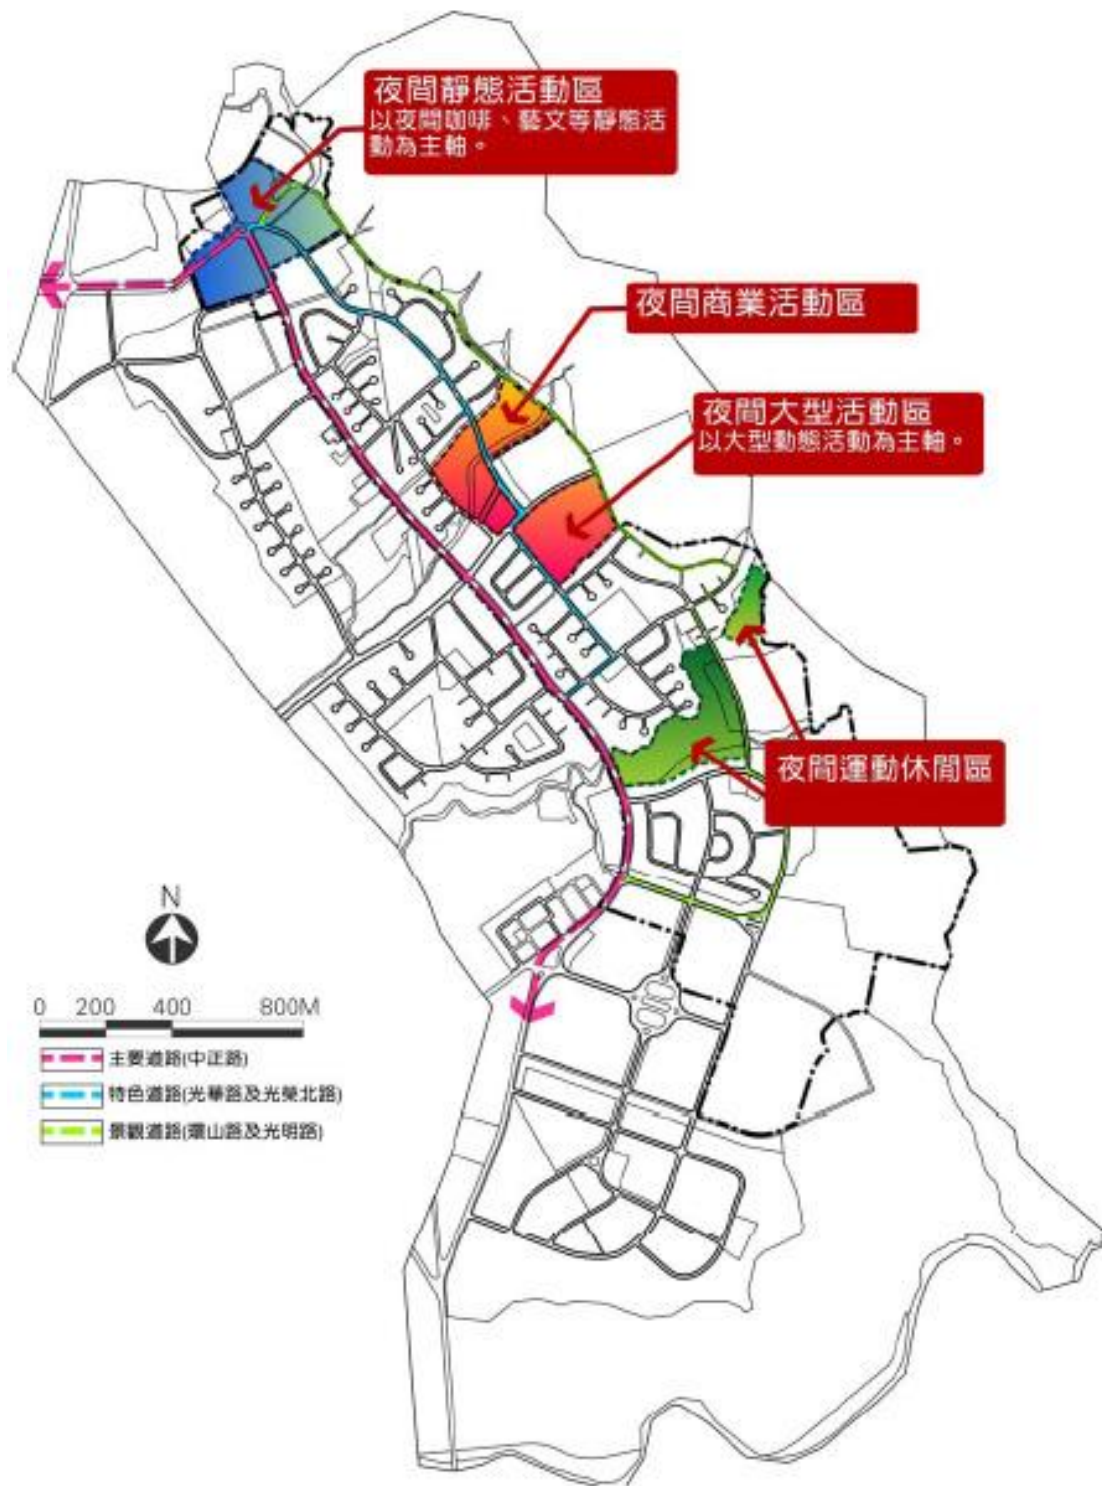 夜間靜態活動區
以夜間咖啡、藝文等靜態活
動為主軸。
夜間商業活動區
夜間大型活動區
以大型動態活動為主軸。
夜間運動休閒區
N
0 200 400 800M
主要道路(中正路)
特色道路(光華路及光榮北路)
景觀道路(環山路及光明路)